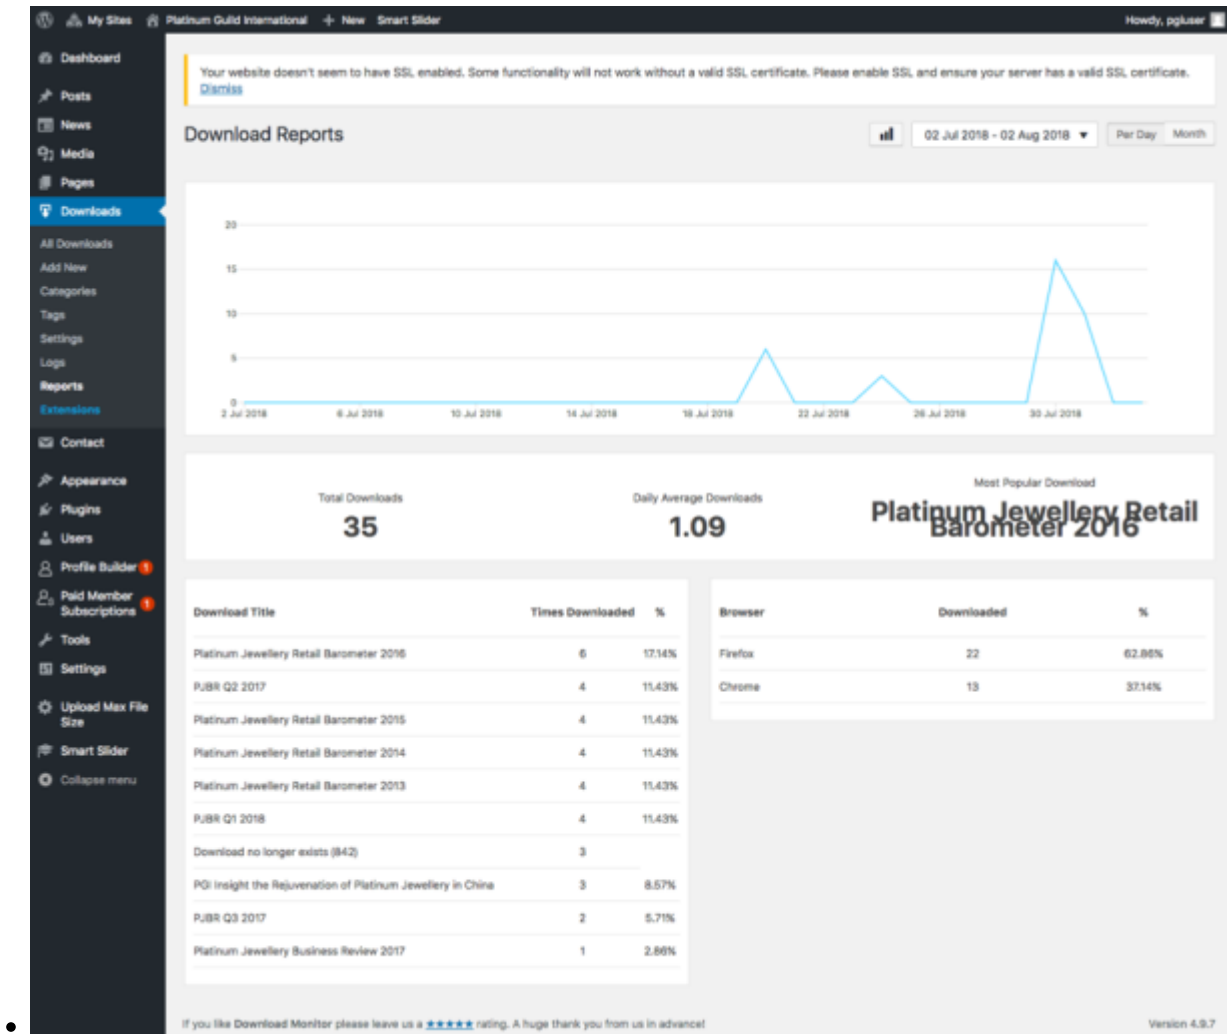 My Sites Platinum Guild International + New Smart Slider Howdy, pgiuser
Dashboard
Posts
News
Media
Pages
Downloads
All Downloads
Add New
Categories
Tags
Settings
Logs
Reports
Extensions
Contact
Appearance
Plugins
Users
Profile Builder 1
Paid Member
Subscriptions 1
Tools
Settings
Upload Max File
Size
Smart Slider
Collapse menu
Your website doesn't seem to have SSL enabled. Some functionality will not work without a valid SSL certificate. Please enable SSL and ensure your server has a valid SSL certificate.
Dismiss
Download Reports 02 Jul 2018 - 02 Aug 2018 Per Day Month
20
15
10
5
0
2 Jul 2018 6 Jul 2018 10 Jul 2018 14 Jul 2018 18 Jul 2018 22 Jul 2018 26 Jul 2018 30 Jul 2018
Total Downloads
35
Daily Average Downloads
1.09
Most Popular Download
Platinum Jewellery Retail
Barometer 2016
Download Title Times Downloaded %
Platinum Jewellery Retail Barometer 2016 6 17.14%
PJBR Q2 2017 4 11.43%
Platinum Jewellery Retail Barometer 2015 4 11.43%
Platinum Jewellery Retail Barometer 2014 4 11.43%
Platinum Jewellery Retail Barometer 2013 4 11.43%
PJBR Q1 2018 4 11.43%
Download no longer exists (842) 3
PGI Insight the Rejuvenation of Platinum Jewellery in China 3 8.57%
PJBR Q3 2017 2 5.71%
Platinum Jewellery Business Review 2017 1 2.86%
Browser Downloaded %
Firefox 22 62.86%
Chrome 13 37.14%
If you like Download Monitor please leave us a ★★★★★ rating. A huge thank you from us in advance! Version 4.9.7